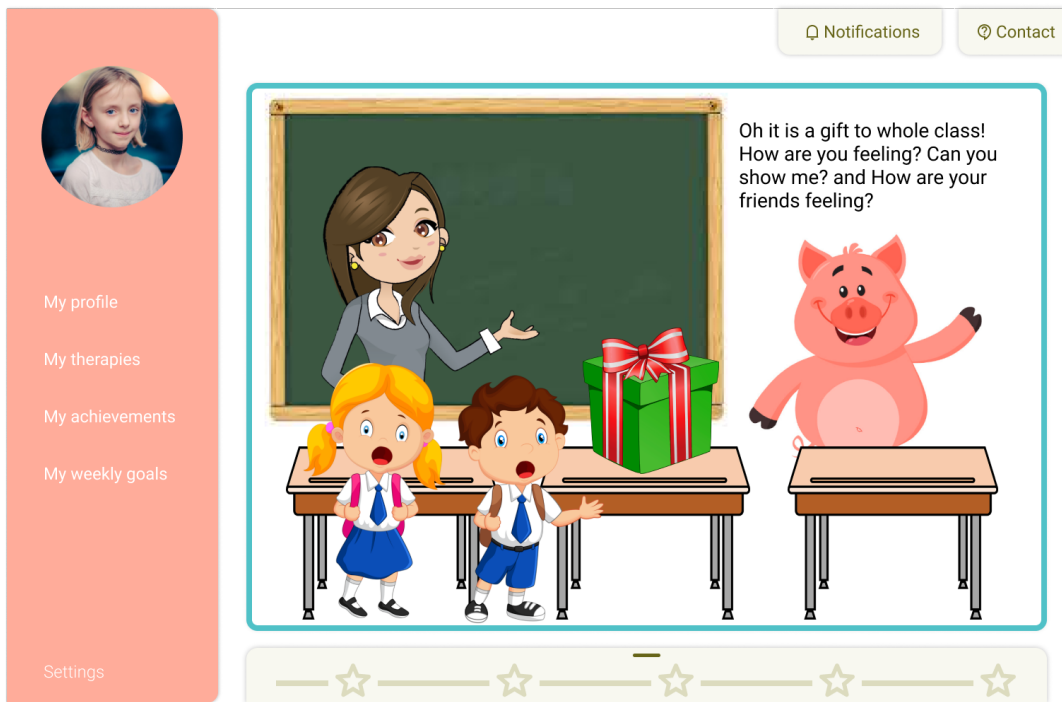 Notifications
Contact
My profile
My therapies
My achievements
My weekly goals
Settings
Oh it is a gift to whole class!
How are you feeling? Can you
show me? and How are your
friends feeling?